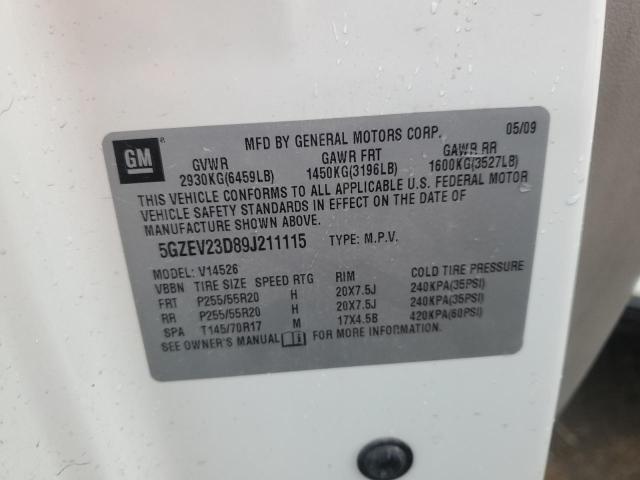 MFD BY GENERAL MOTORS CORP. 05/09
GM
GVWR GAWR FRT GAWR RR
2930KG(6459LB) 1450KG(3196LB) 1600KG(3527LB)
THIS VEHICLE CONFORMS TO ALL APPLICABLE U.S. FEDERAL MOTOR
VEHICLE SAFETY STANDARDS IN EFFECT ON THE DATE OF
MANUFACTURE SHOWN ABOVE.
5GZEV23D89J211115 TYPE: M.P.V.
MODEL: V14526
VBBN TIRE SIZE SPEED RTG RIM COLD TIRE PRESSURE
FRT P255/55R20 H 20X7.5J 240KPA(35PSI)
RR P255/55R20 H 20X7.5J 240KPA(35PSI)
SPA T145/70R17 M 17X4.5B 420KPA(60PSI)
SEE OWNER'S MANUAL FOR MORE INFORMATION.